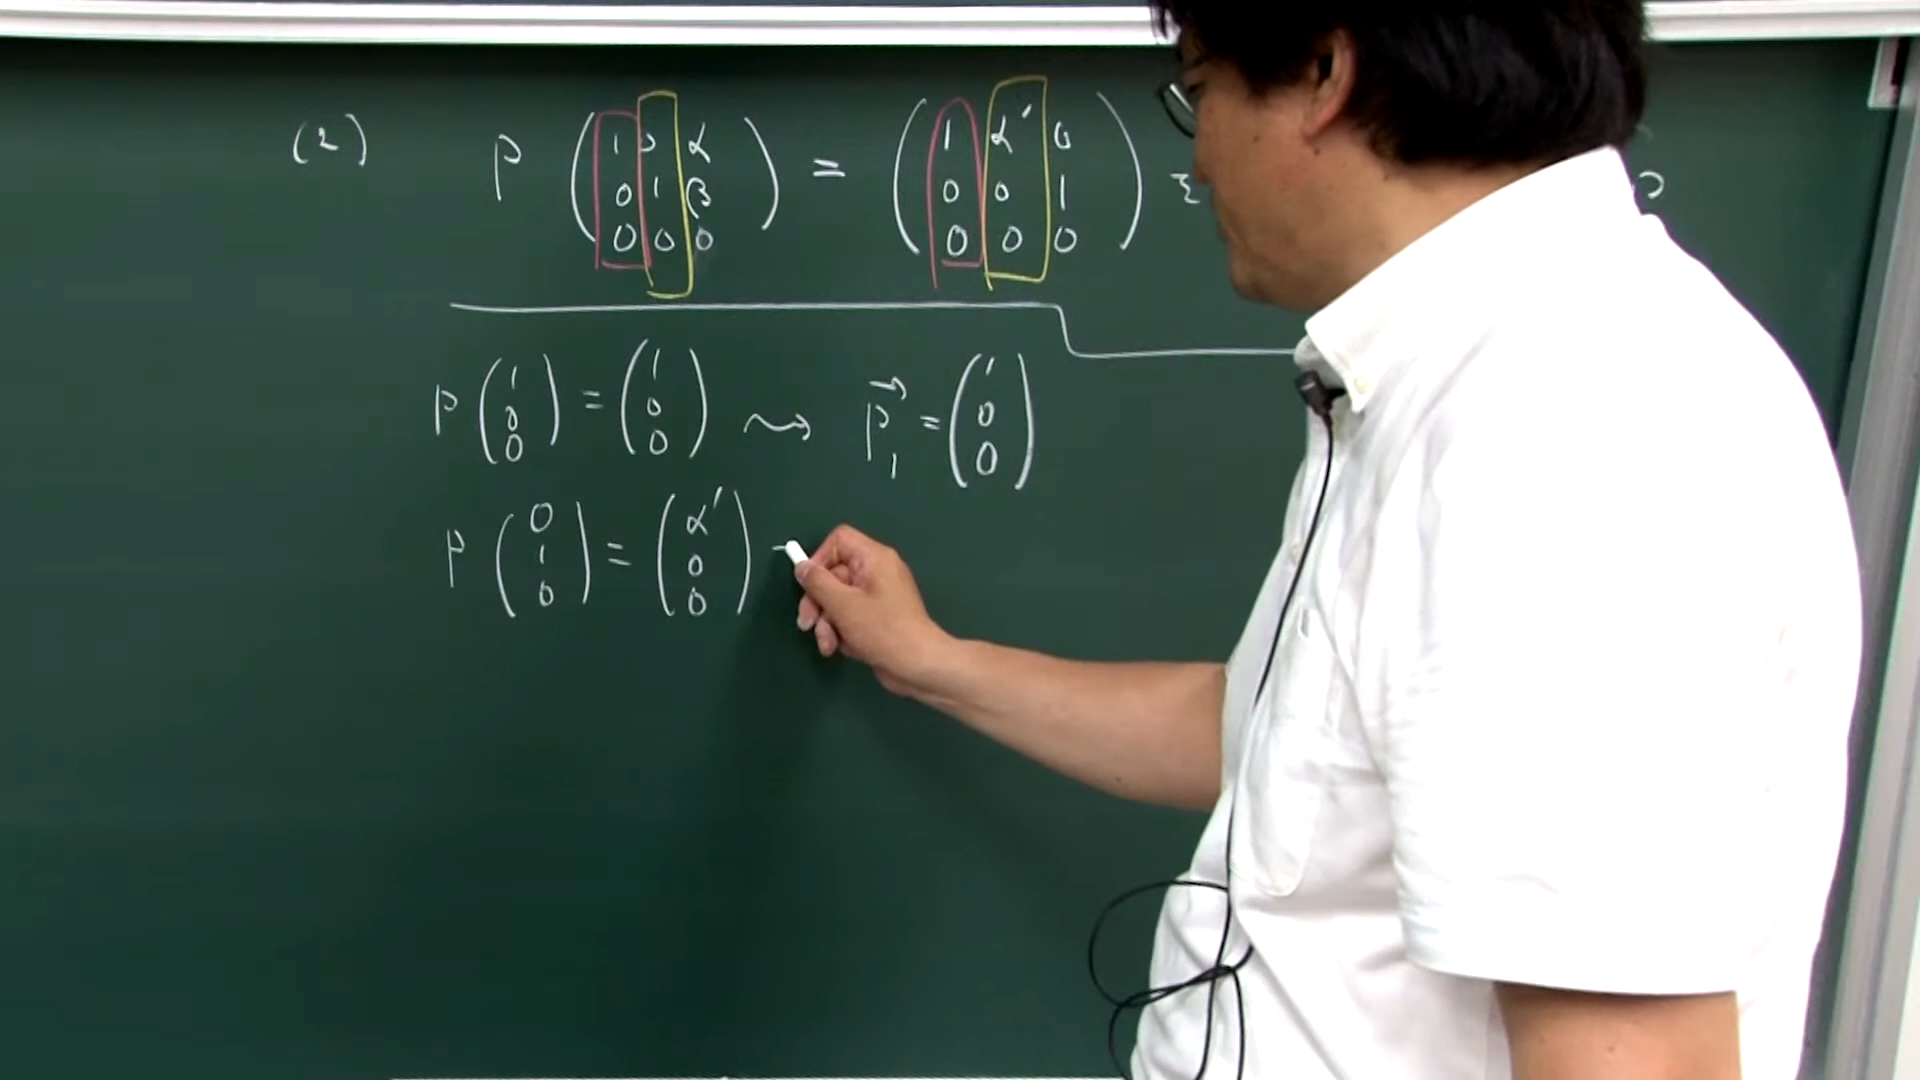 (2) P ( 1 0 α ) = ( 1 α' 0 )
0 1 β 0 0 1
0 0 0 0 0 0
P ( 1 0 0 ) = ( 1 0 0 ) ⇝ p⃗₁ = ( 1 0 0 )
P ( 0 1 0 ) = ( α' 0 0 )